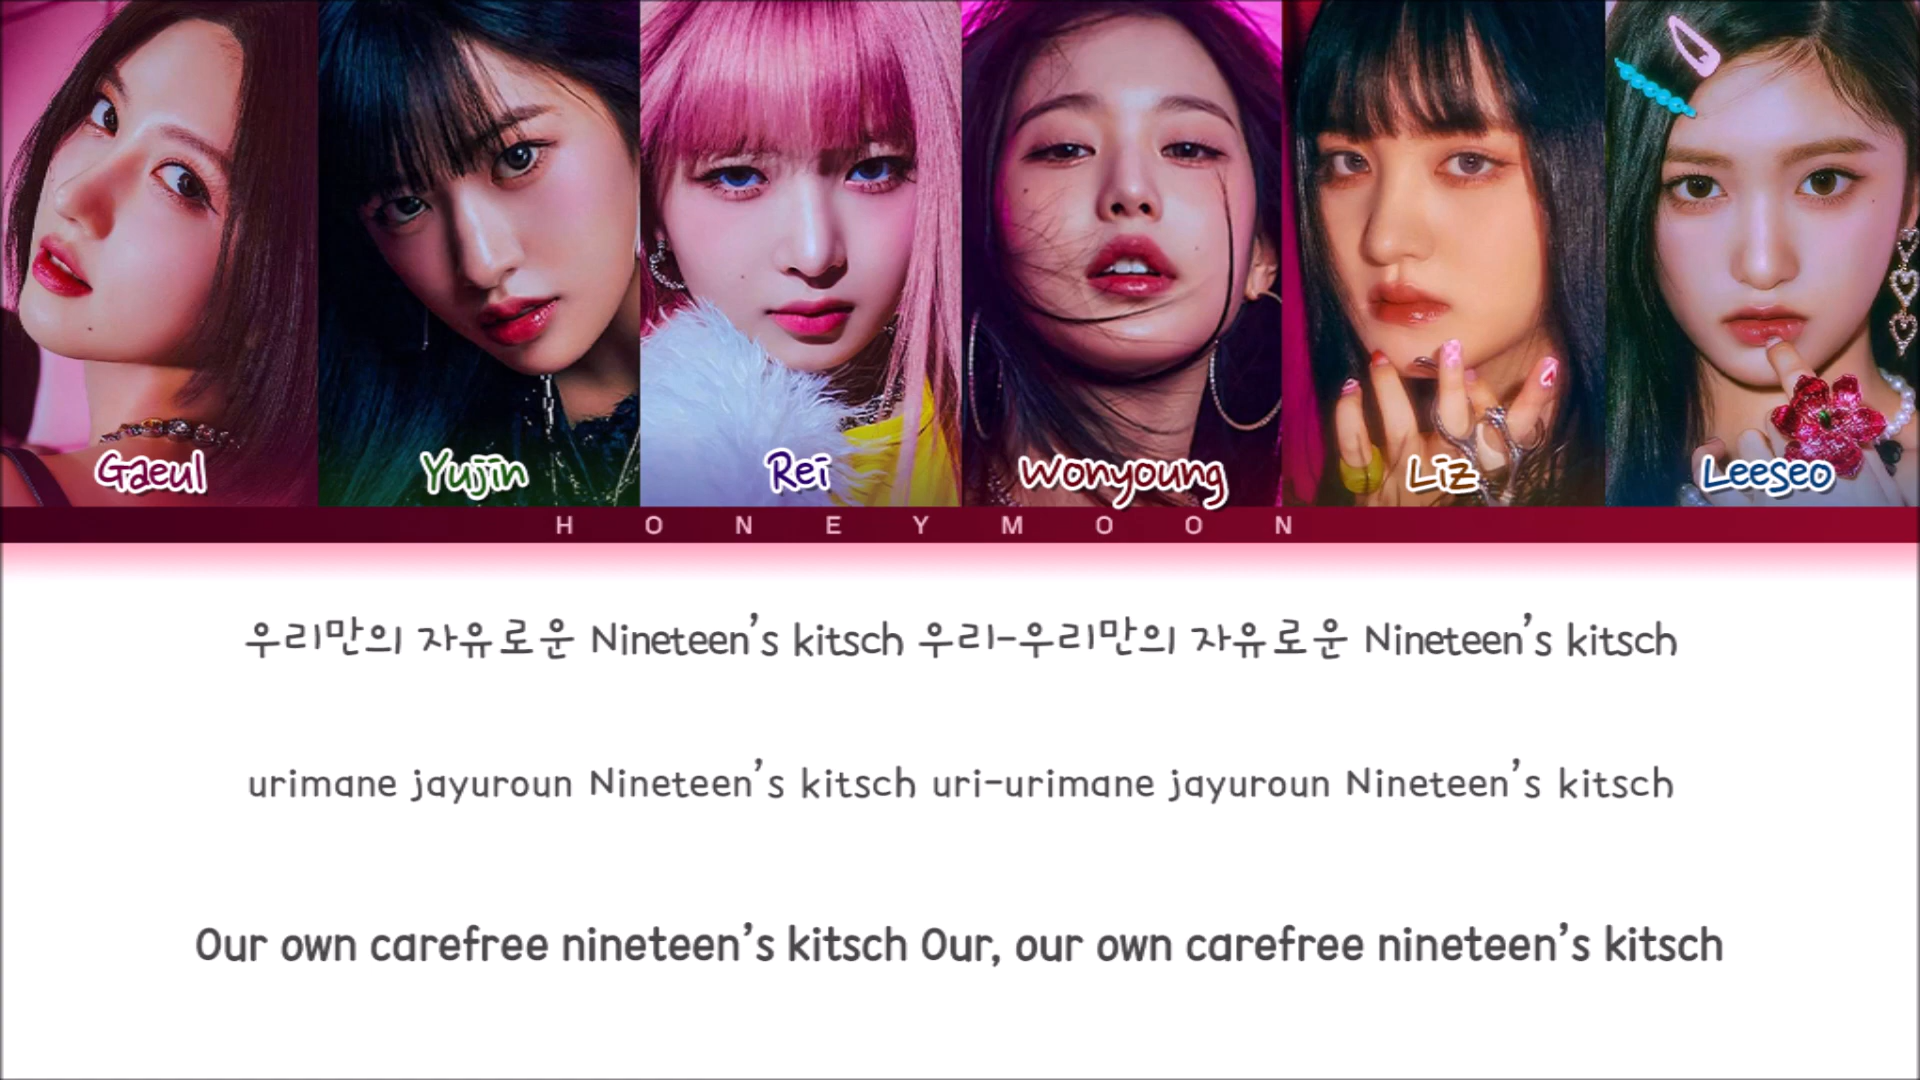 Gaeul
Yujin
Rei
Wonyoung
Liz
Leeseo
HONEYMOON
우리만의 자유로운 Nineteen’s kitsch 우리-우리만의 자유로운 Nineteen’s kitsch
urimane jayuroun Nineteen’s kitsch uri-urimane jayuroun Nineteen’s kitsch
Our own carefree nineteen’s kitsch Our, our own carefree nineteen’s kitsch